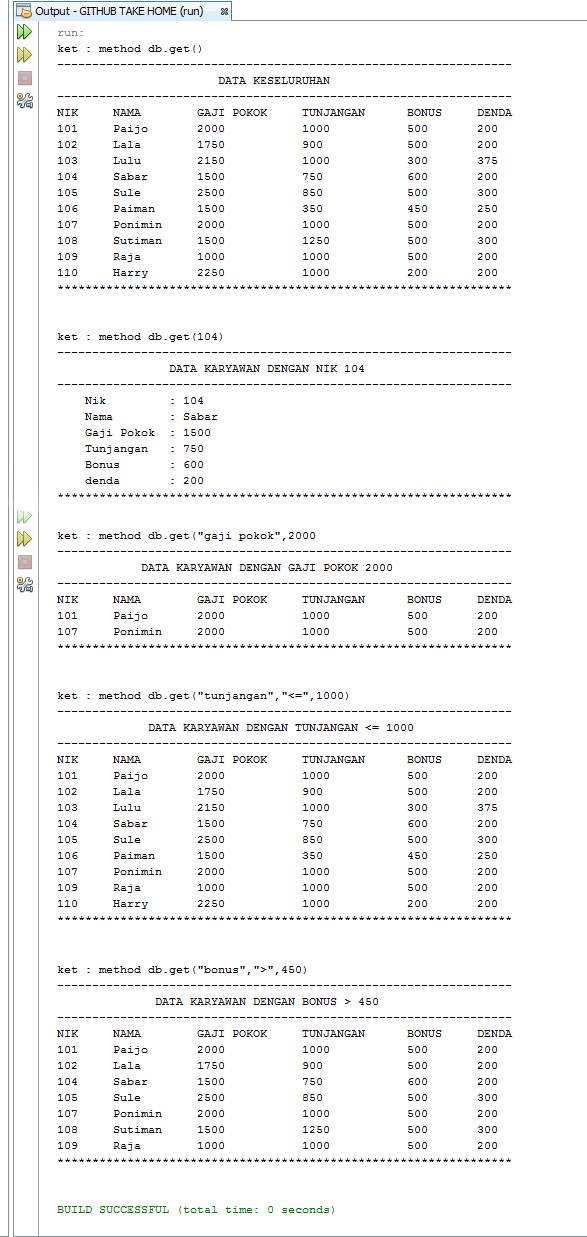 Output - GITHUB TAKE HOME (run)
run:
ket : method db.get()
-----------------------------------------------------------------
DATA KESELURUHAN
-----------------------------------------------------------------
NIK NAMA GAJI POKOK TUNJANGAN BONUS DENDA
101 Paijo 2000 1000 500 200
102 Lala 1750 900 500 200
103 Lulu 2150 1000 300 375
104 Sabar 1500 750 600 200
105 Sule 2500 850 500 300
106 Paiman 1500 350 450 250
107 Ponimin 2000 1000 500 200
108 Sutiman 1500 1250 500 300
109 Raja 1000 1000 500 200
110 Harry 2250 1000 200 200
*****************************************************************
ket : method db.get(104)
-----------------------------------------------------------------
DATA KARYAWAN DENGAN NIK 104
-----------------------------------------------------------------
Nik : 104
Nama : Sabar
Gaji Pokok : 1500
Tunjangan : 750
Bonus : 600
denda : 200
*****************************************************************
ket : method db.get("gaji pokok",2000
-----------------------------------------------------------------
DATA KARYAWAN DENGAN GAJI POKOK 2000
-----------------------------------------------------------------
NIK NAMA GAJI POKOK TUNJANGAN BONUS DENDA
101 Paijo 2000 1000 500 200
107 Ponimin 2000 1000 500 200
*****************************************************************
ket : method db.get("tunjangan","<=",1000)
-----------------------------------------------------------------
DATA KARYAWAN DENGAN TUNJANGAN <= 1000
-----------------------------------------------------------------
NIK NAMA GAJI POKOK TUNJANGAN BONUS DENDA
101 Paijo 2000 1000 500 200
102 Lala 1750 900 500 200
103 Lulu 2150 1000 300 375
104 Sabar 1500 750 600 200
105 Sule 2500 850 500 300
106 Paiman 1500 350 450 250
107 Ponimin 2000 1000 500 200
109 Raja 1000 1000 500 200
110 Harry 2250 1000 200 200
*****************************************************************
ket : method db.get("bonus",">",450)
-----------------------------------------------------------------
DATA KARYAWAN DENGAN BONUS > 450
-----------------------------------------------------------------
NIK NAMA GAJI POKOK TUNJANGAN BONUS DENDA
101 Paijo 2000 1000 500 200
102 Lala 1750 900 500 200
104 Sabar 1500 750 600 200
105 Sule 2500 850 500 300
107 Ponimin 2000 1000 500 200
108 Sutiman 1500 1250 500 300
109 Raja 1000 1000 500 200
*****************************************************************
BUILD SUCCESSFUL (total time: 0 seconds)